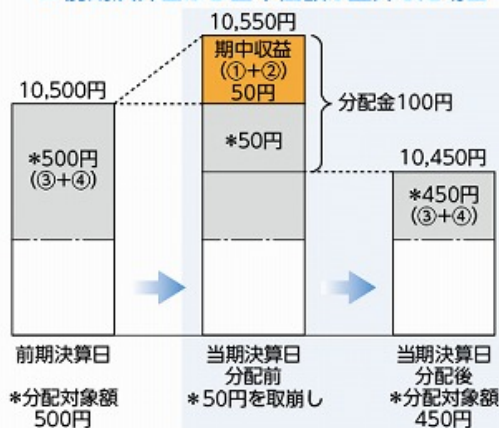 10,550円
期中収益
(①+②)
50円
10,500円
分配金100円
*50円
*500円
(③+④)
10,450円
*450円
(③+④)
前期決算日
当期決算日
分配前
当期決算日
分配後
*分配対象額
500円
*50円を取崩し
*分配対象額
450円